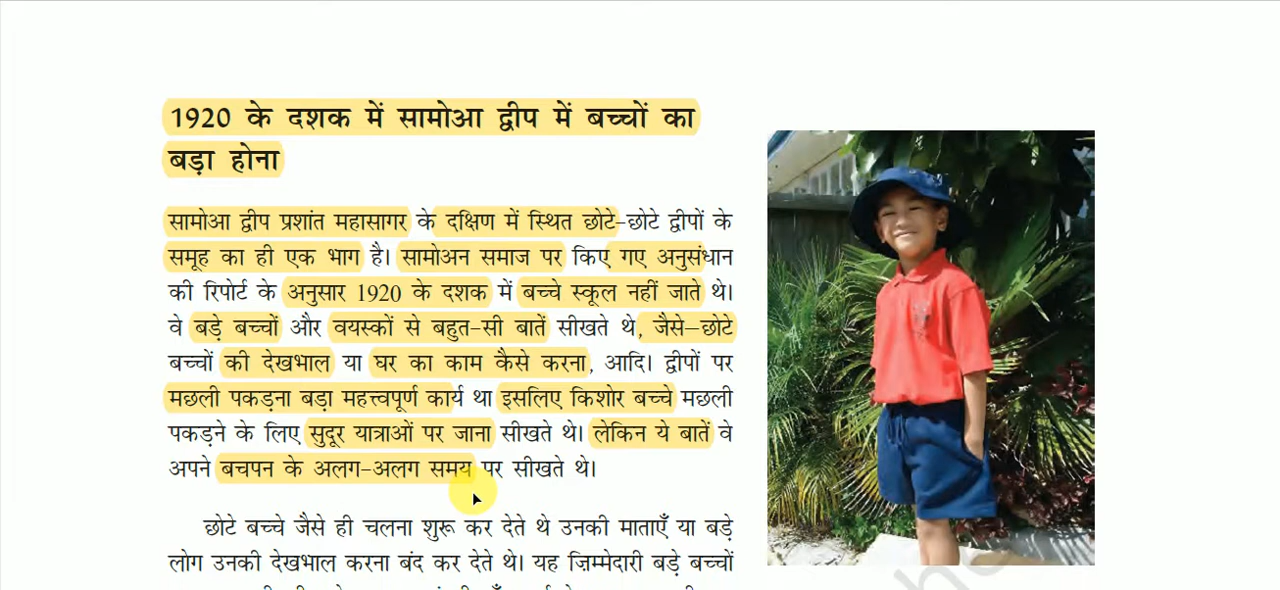 1920 के दशक में सामोआ द्वीप में बच्चों का
बड़ा होना
सामोआ द्वीप प्रशांत महासागर के दक्षिण में स्थित छोटे-छोटे द्वीपों के
समूह का ही एक भाग है। सामोअन समाज पर किए गए अनुसंधान
की रिपोर्ट के अनुसार 1920 के दशक में बच्चे स्कूल नहीं जाते थे।
वे बड़े बच्चों और वयस्कों से बहुत-सी बातें सीखते थे, जैसे–छोटे
बच्चों की देखभाल या घर का काम कैसे करना, आदि। द्वीपों पर
मछली पकड़ना बड़ा महत्त्वपूर्ण कार्य था इसलिए किशोर बच्चे मछली
पकड़ने के लिए सुदूर यात्राओं पर जाना सीखते थे। लेकिन ये बातें वे
अपने बचपन के अलग-अलग समय पर सीखते थे।
छोटे बच्चे जैसे ही चलना शुरू कर देते थे उनकी माताएँ या बड़े
लोग उनकी देखभाल करना बंद कर देते थे। यह ज़िम्मेदारी बड़े बच्चों